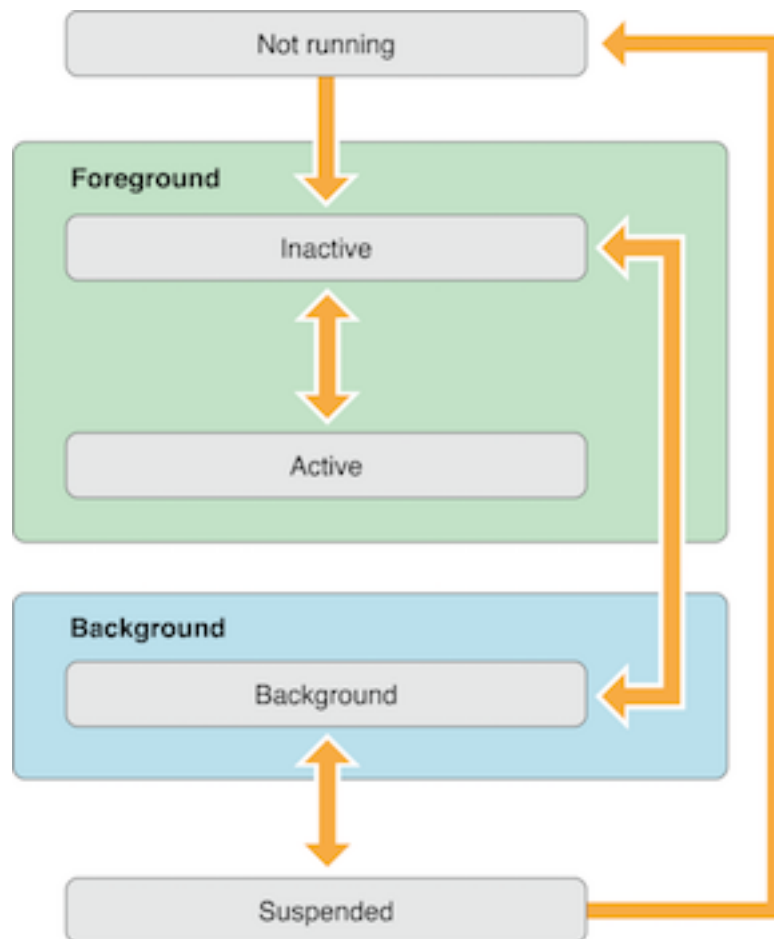 Not running
Foreground
Inactive
Active
Background
Background
Suspended